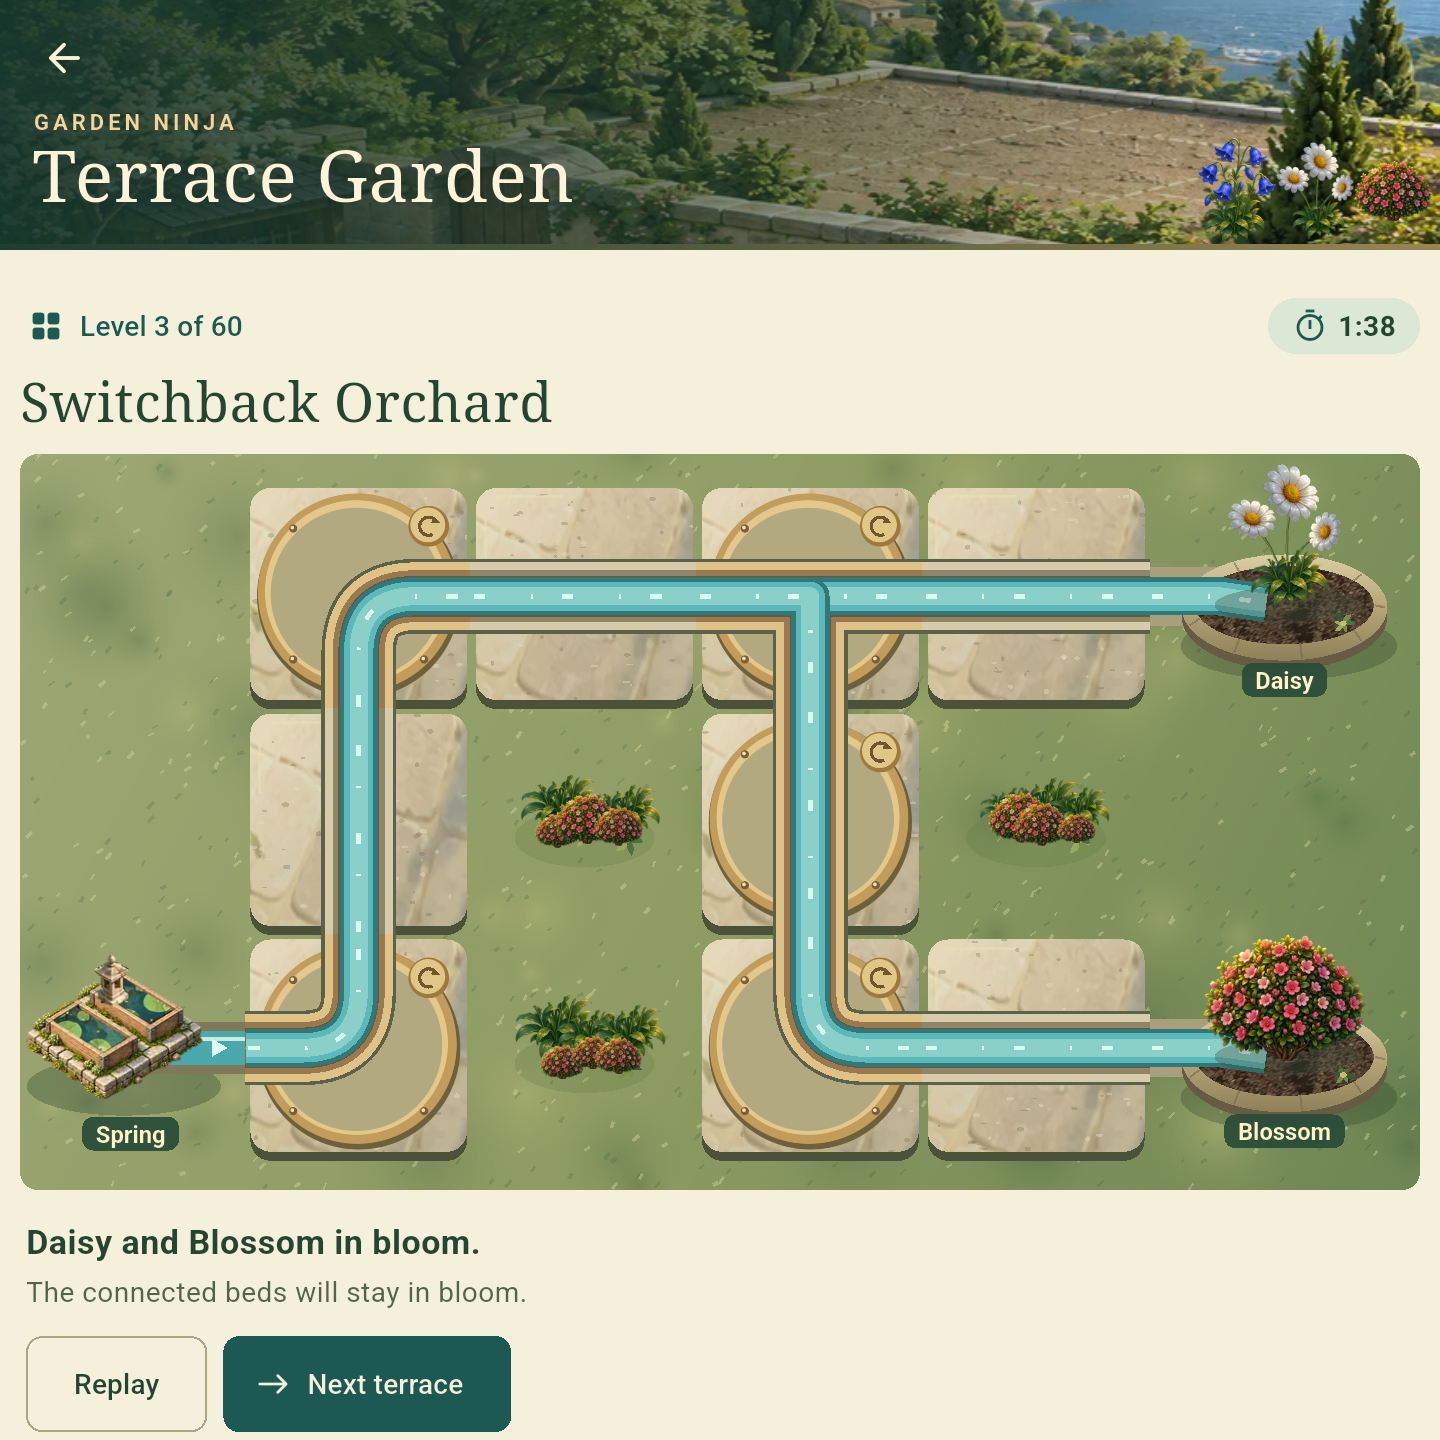 GARDEN NINJA
Terrace Garden
Level 3 of 60
1:38
Switchback Orchard
Daisy
Spring
Blossom
Daisy and Blossom in bloom.
The connected beds will stay in bloom.
Replay
Next terrace